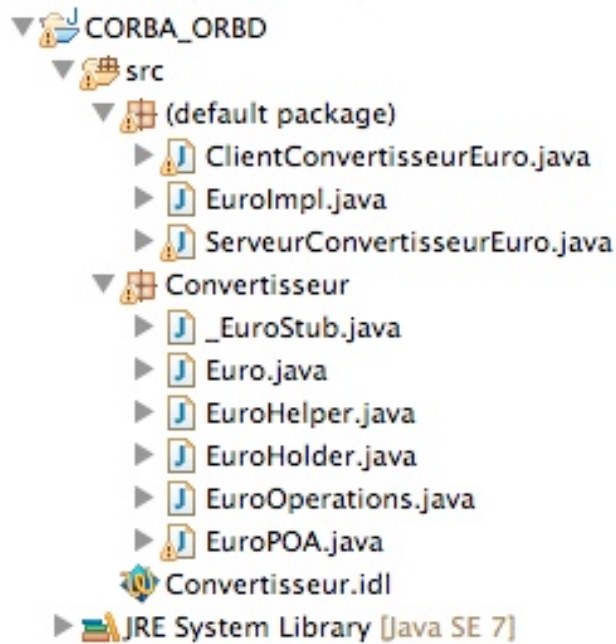 CORBA_ORBD
src
(default package)
ClientConvertisseurEuro.java
EuroImpl.java
ServeurConvertisseurEuro.java
Convertisseur
_EuroStub.java
Euro.java
EuroHelper.java
EuroHolder.java
EuroOperations.java
EuroPOA.java
Convertisseur.idl
JRE System Library [Java SE 7]